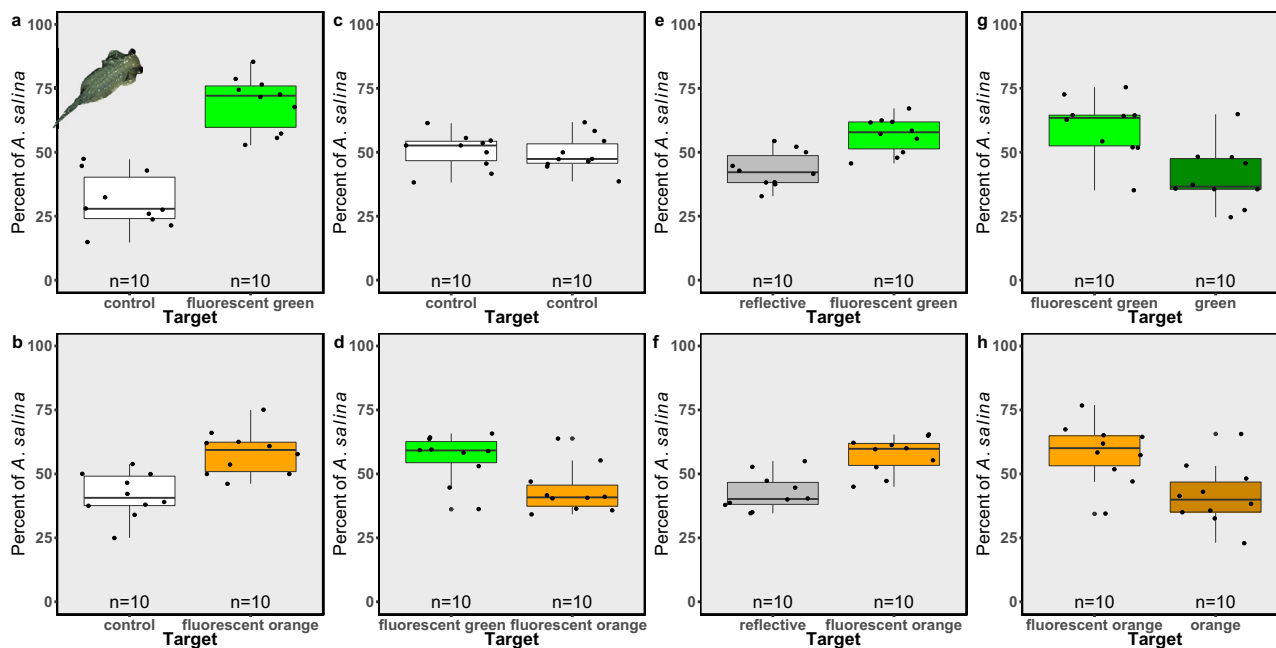 a
Percent of A. salina
100
75
50
25
0
n=10
n=10
control
fluorescent green
Target
c
Percent of A. salina
100
75
50
25
0
n=10
n=10
control
control
Target
e
Percent of A. salina
100
75
50
25
0
n=10
n=10
reflective
fluorescent green
Target
g
Percent of A. salina
100
75
50
25
0
n=10
n=10
fluorescent green
green
Target
b
Percent of A. salina
100
75
50
25
0
n=10
n=10
control
fluorescent orange
Target
d
Percent of A. salina
100
75
50
25
0
n=10
n=10
fluorescent green
fluorescent orange
Target
f
Percent of A. salina
100
75
50
25
0
n=10
n=10
reflective
fluorescent orange
Target
h
Percent of A. salina
100
75
50
25
0
n=10
n=10
fluorescent orange
orange
Target